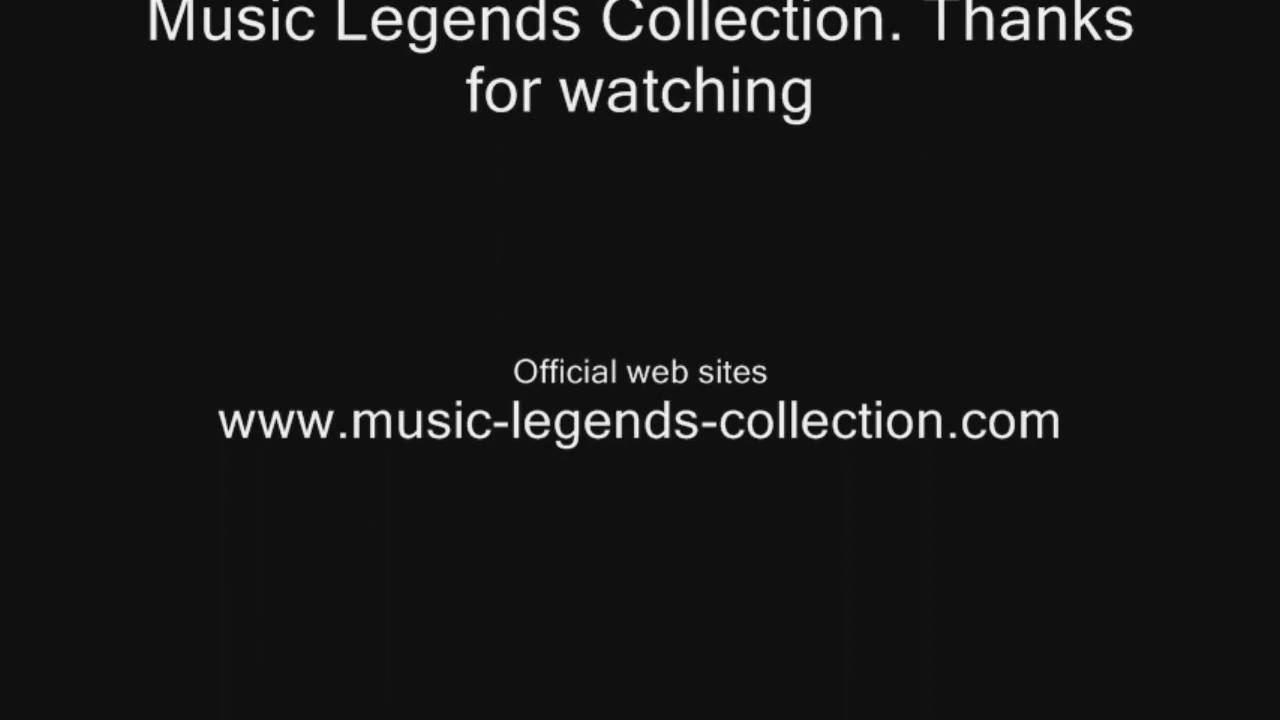 Music Legends Collection. Thanks
for watching
Official web sites
www.music-legends-collection.com